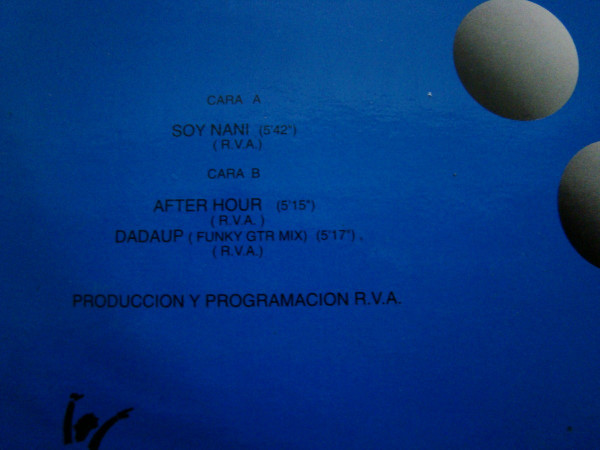 CARA A
SOY NANI (5'42")
( R.V.A.)
CARA B
AFTER HOUR (5'15")
( R.V.A. )
DADAUP ( FUNKY GTR MIX) (5'17") .
( R.V.A.)
PRODUCCION Y PROGRAMACION R.V.A.